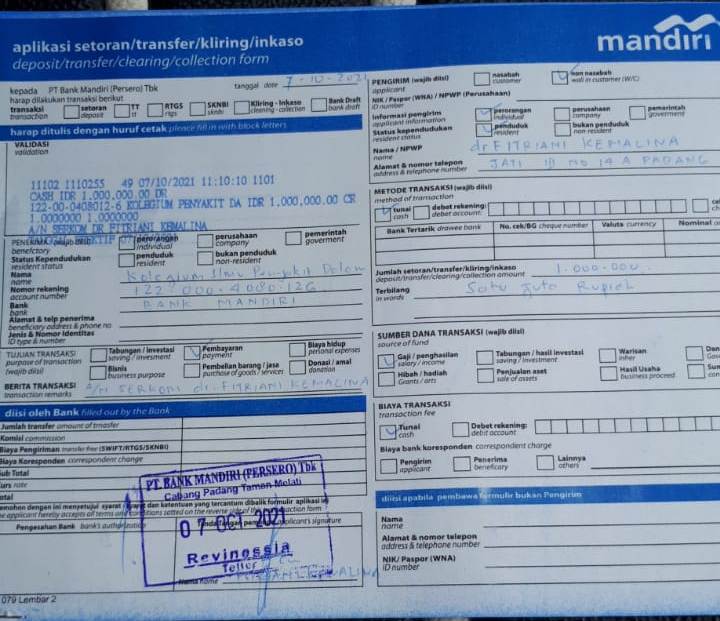 aplikasi setoran/transfer/kliring/inkaso
deposit/transfer/clearing/collection form
mandiri
kepada PT Bank Mandiri (Persero) Tbk
tanggal date 7-10-2021
harap dilakukan transaksi berikut
transaksi transaction
setoran deposit
TT tt
RTGS rtgs
SKNBI sknbi
Kliring - Inkaso clearing - collection
Bank Draft bank draft
harap ditulis dengan huruf cetak please fill in with block letters
VALIDASI
validation
11102 1110255 49 07/10/2021 11:10:10 1101
CASH IDR 1.000,000.00 DR
122-00-0408012-6 KOLEGIUM PENYAKIT DA IDR 1.000,000.00 CR
1.0000000 1.0000000
A/N SERKOM DR FITRIANI KEMALINA
perorangan individual
perusahaan company
pemerintah goverment
beneficiary
Status Kependudukan
resident status
penduduk resident
bukan penduduk non-resident
Nama
name
Kolegium Ilmu Penyakit Dalam
Nomor rekening
account number
122-000-4080-126
Bank
bank
BANK MANDIRI
Alamat & telp penerima
beneficiary address & phone no
Jenis & Nomor Identitas
ID type & number
TUJUAN TRANSAKSI
purpose of transaction
(wajib diisi)
Tabungan / Investasi saving / invesment
Pembayaran payment
Biaya hidup personal expenses
Bisnis business purpose
Pembelian barang / jasa purchase of goods / services
Donasi / amal donation
BERITA TRANSAKSI
transaction remarks
A/N SERKOM dr. FITRIANI KEMALINA
diisi oleh Bank filled out by the Bank
Jumlah transfer amount of transfer
Komisi commission
Biaya Pengiriman transfer fee (SWIFT/RTGS/SKNBI)
Biaya Koresponden correspondent charge
Sub Total
Pengesahan Bank bank's
applicant's signature
PT. BANK MANDIRI (PERSERO) Tbk
Cabang Padang Taman Melati
07 OCT 2021
Revinessia
Teller
Nama name
079 Lembar 2
PENGIRIM (wajib diisi)
applicant
nasabah customer
non nasabah walk in customer (W/C)
NIK / Paspor (WNA) / NPWP (Perusahaan)
ID number
Informasi pengirim
applicant information
perorangan individual
perusahaan company
pemerintah goverment
Status kependudukan
resident status
penduduk resident
bukan penduduk non resident
Nama / NPWP
name
dr FITRIANI KEMALINA
Alamat & nomor telepon
address & telephone number
JATI NO 14 A PADANG
METODE TRANSAKSI (wajib diisi)
method of transaction
tunai cash
debet rekening: debet account:
Bank Tertarik drawee bank
No. cek/BG cheque number
Valuta currency
Nominal
Jumlah setoran/transfer/kliring/inkaso
deposit/transfer/clearing/collection amount
1.000.000
Terbilang
in words
Satu Juta Rupiah
SUMBER DANA TRANSAKSI (wajib diisi)
source of fund
Gaji / penghasilan salary / income
Tabungan / hasil investasi saving / investment
Warisan inher
Hibah / hadiah Grants / arts
Penjualan aset sale of assets
Hasil Usaha business proceed
BIAYA TRANSAKSI
transaction fee
Tunai cash
Debet rekening: debit account
Biaya bank koresponden correspondent charge
Pengirim applicant
Penerima beneficiary
Lainnya others
diisi apabila pembawa formulir bukan Pengirim
Nama
name
Alamat & nomor telepon
address & telephone number
NIK/ Paspor (WNA)
ID number